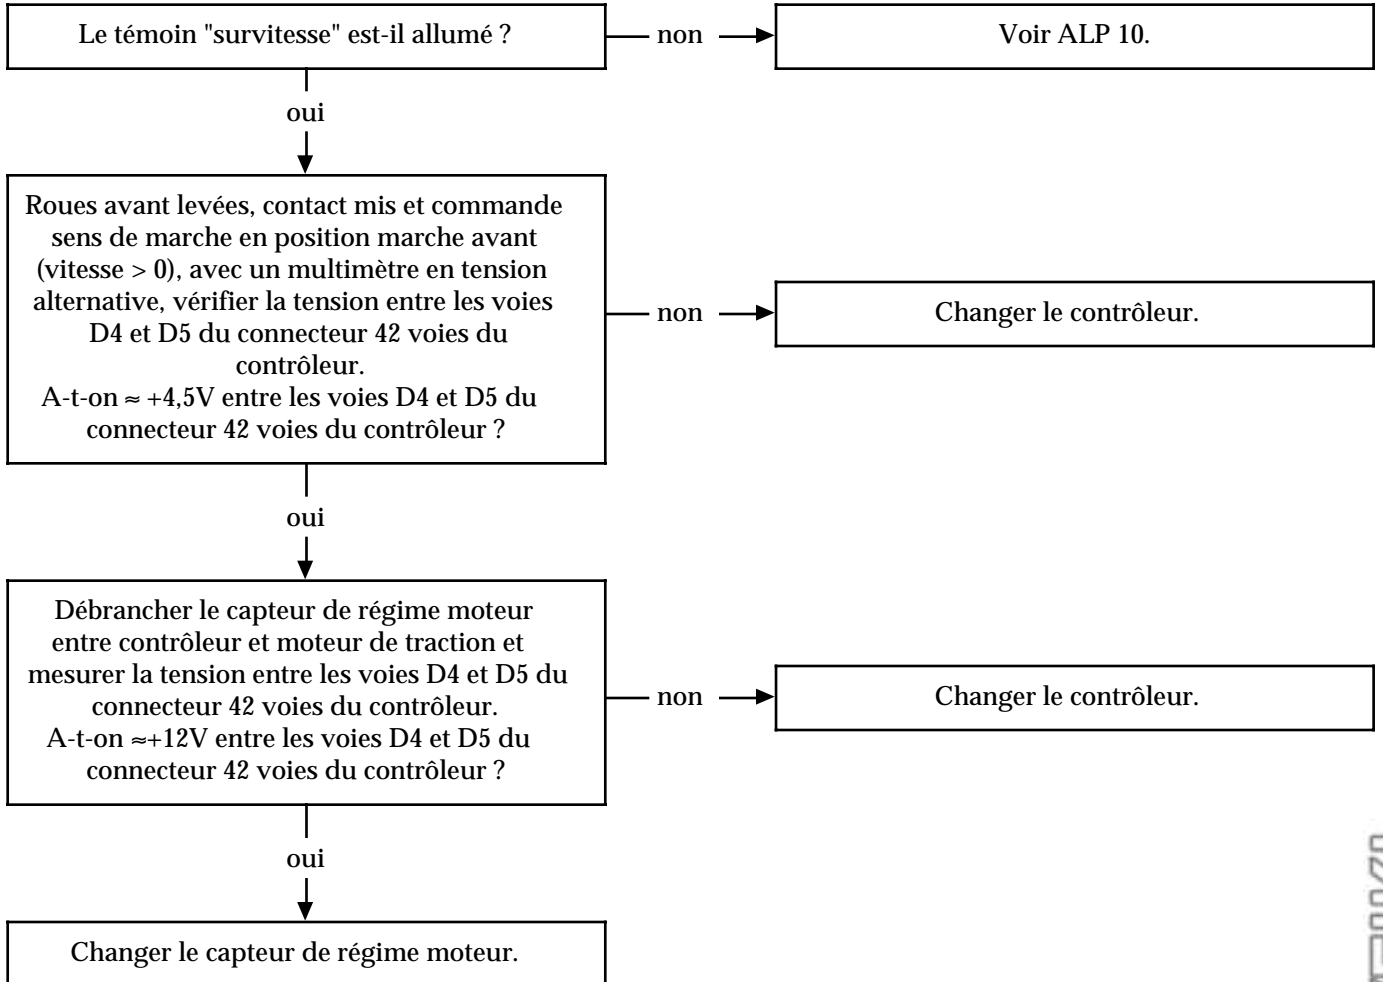 Le témoin "survitesse" est-il allumé ?
non
Voir ALP 10.
oui
Roues avant levées, contact mis et commande
sens de marche en position marche avant
(vitesse > 0), avec un multimètre en tension
alternative, vérifier la tension entre les voies
D4 et D5 du connecteur 42 voies du
contrôleur.
A-t-on ≈ +4,5V entre les voies D4 et D5 du
connecteur 42 voies du contrôleur ?
non
Changer le contrôleur.
oui
Débrancher le capteur de régime moteur
entre contrôleur et moteur de traction et
mesurer la tension entre les voies D4 et D5 du
connecteur 42 voies du contrôleur.
A-t-on ≈+12V entre les voies D4 et D5 du
connecteur 42 voies du contrôleur ?
non
Changer le contrôleur.
oui
Changer le capteur de régime moteur.